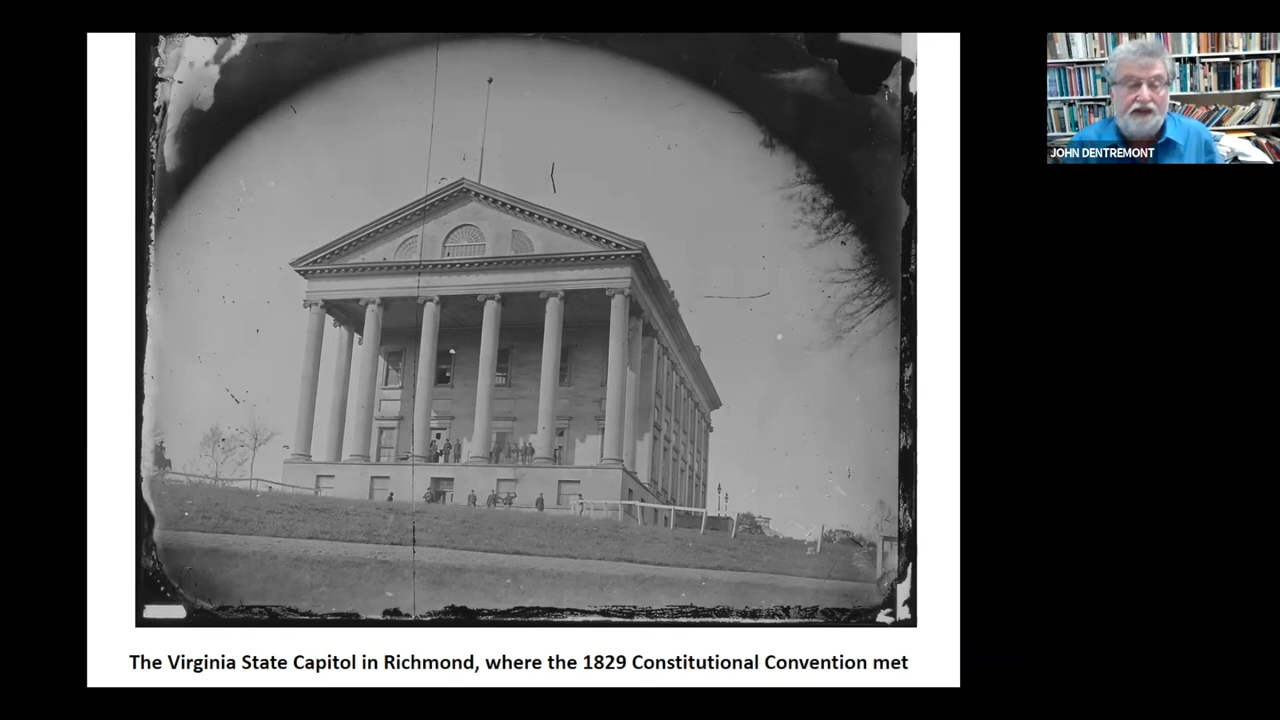 JOHN DENTREMONT
The Virginia State Capitol in Richmond, where the 1829 Constitutional Convention met